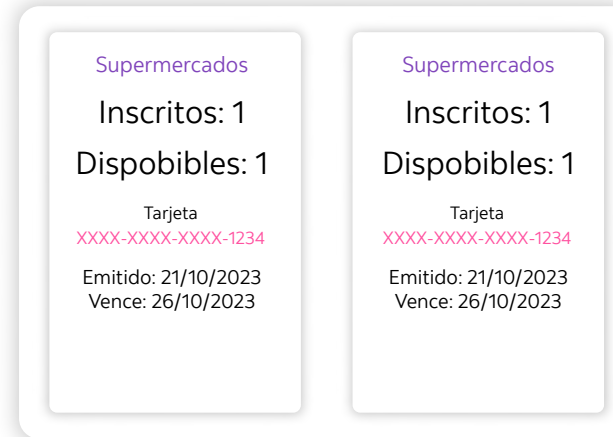 Supermercados
Inscritos: 1
Dispobibles: 1
Tarjeta
XXXX-XXXX-XXXX-1234
Emitido: 21/10/2023
Vence: 26/10/2023
Supermercados
Inscritos: 1
Dispobibles: 1
Tarjeta
XXXX-XXXX-XXXX-1234
Emitido: 21/10/2023
Vence: 26/10/2023